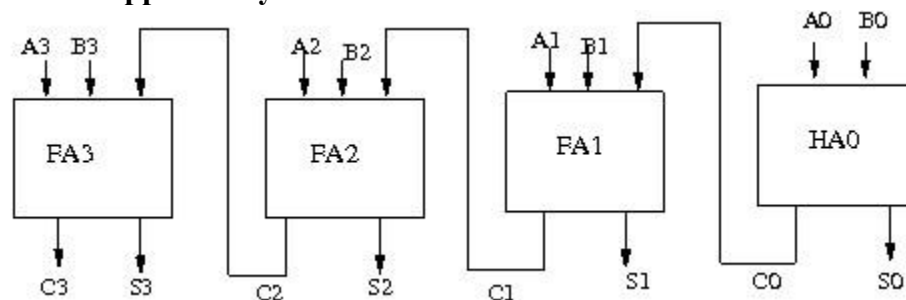 A3 B3 A2 B2 A1 B1 A0 B0
FA3 FA2 FA1 HA0
C3 S3 C2 S2 C1 S1 C0 S0